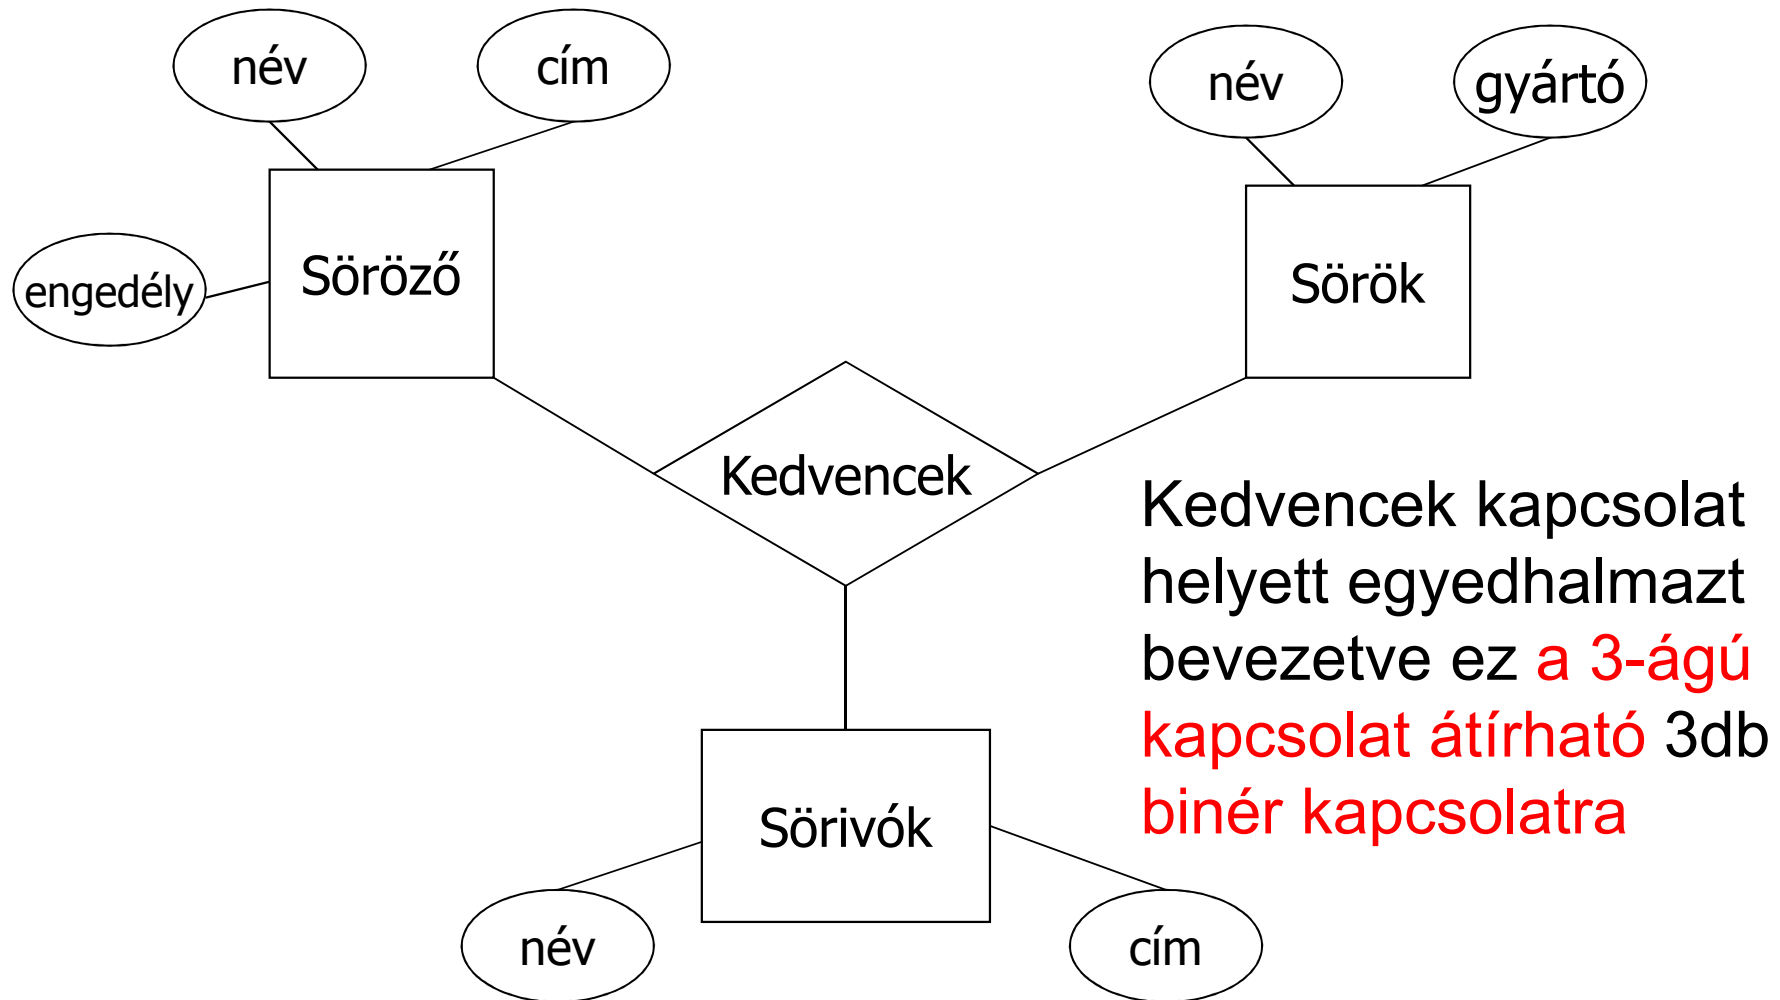 név
cím
név
gyártó
engedély
Söröző
Sörök
Kedvencek
Kedvencek kapcsolat
helyett egyedhalmazt
bevezetve ez a 3-ágú
kapcsolat átírható 3db
binér kapcsolatra
Sörivók
név
cím